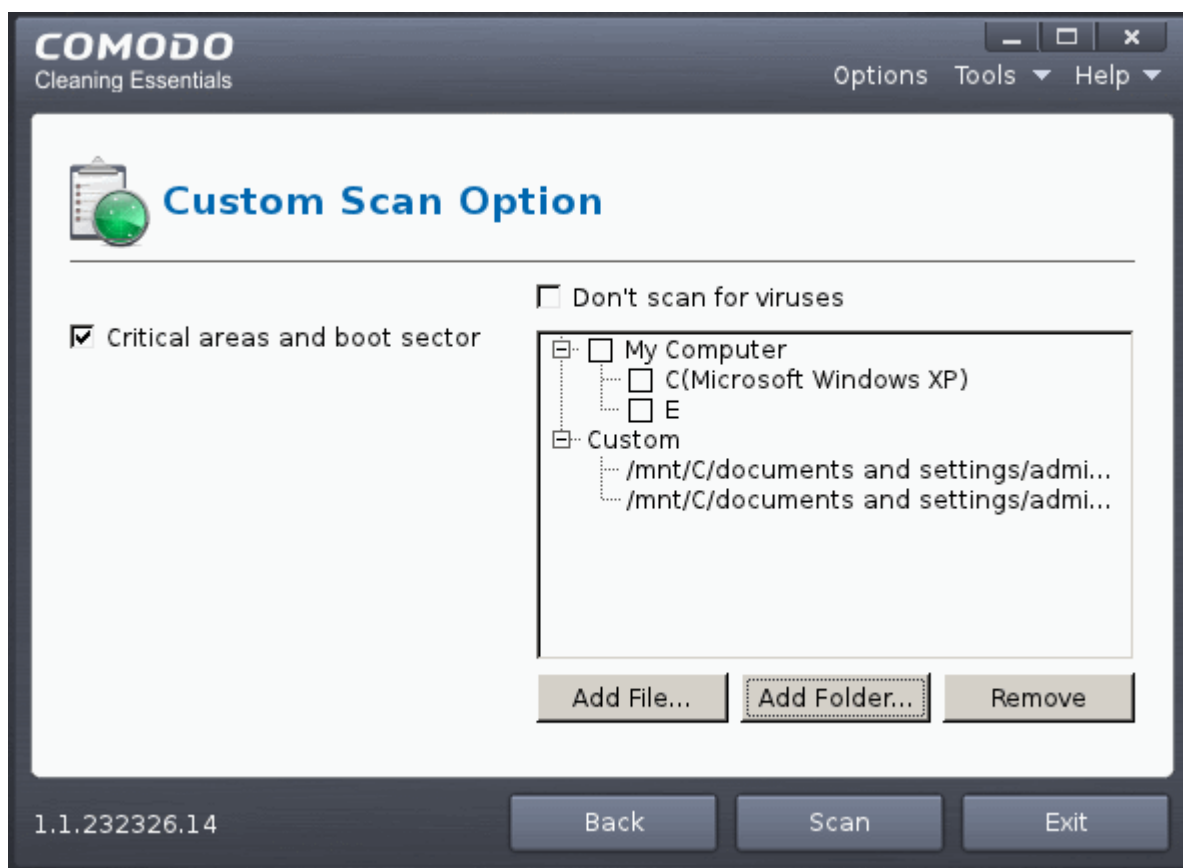 COMODO
Cleaning Essentials
Options Tools Help
Custom Scan Option
Don't scan for viruses
Critical areas and boot sector
My Computer
C(Microsoft Windows XP)
E
Custom
/mnt/C/documents and settings/admi...
/mnt/C/documents and settings/admi...
Add File... Add Folder... Remove
1.1.232326.14 Back Scan Exit